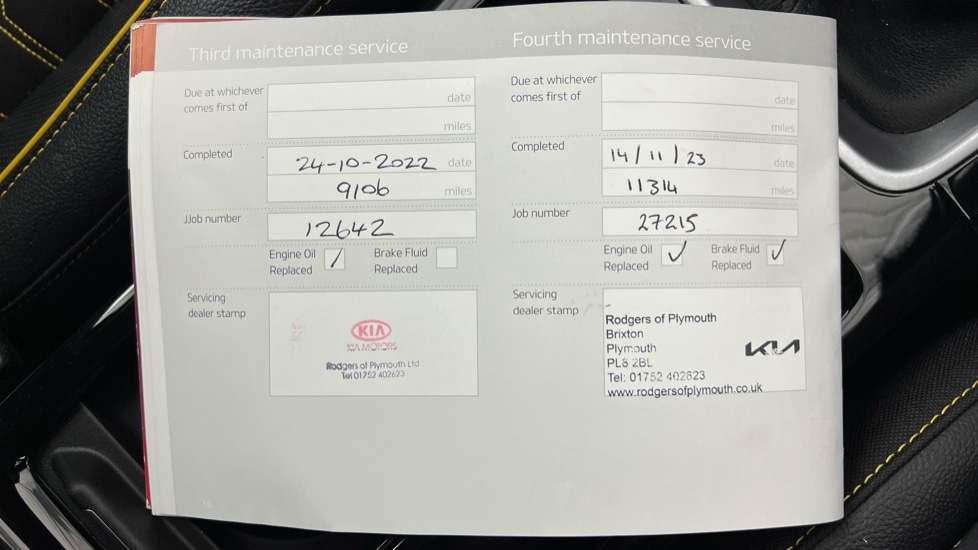 Third maintenance service
Due at whichever
comes first of
date
miles
Completed
24-10-2022 date
9106 miles
JJob number
12642
Engine Oil
Replaced /
Brake Fluid
Replaced
Servicing
dealer stamp
KIA
KIA MOTORS
Rodgers of Plymouth Ltd
Tel 01752 402623
Fourth maintenance service
Due at whichever
comes first of
date
miles
Completed
14/11/23 date
11314 miles
Job number
27215
Engine Oil
Replaced ✓
Brake Fluid
Replaced ✓
Servicing
dealer stamp
Rodgers of Plymouth
Brixton
Plymouth
PL8 2BL
Tel: 01752 402623
www.rodgersofplymouth.co.uk
KIA